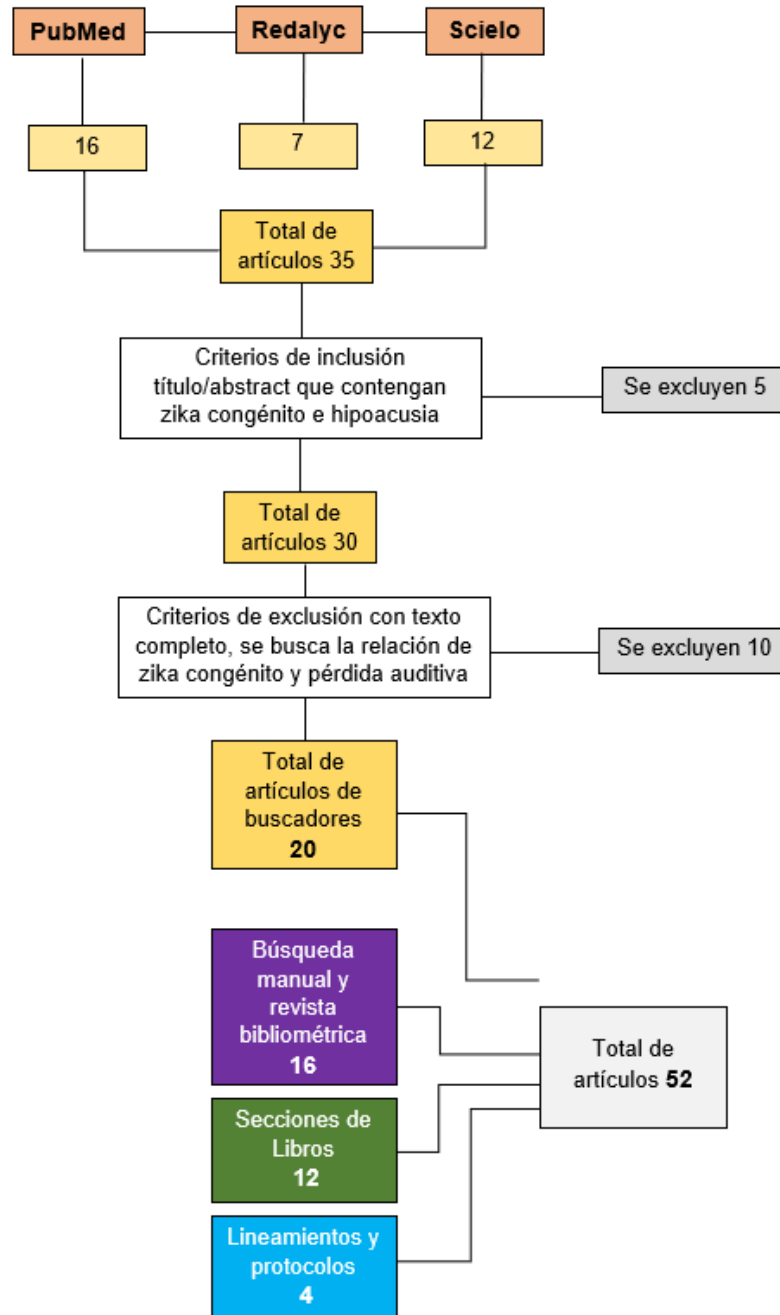 PubMed
Redalyc
Scielo
16
7
12
Total de
artículos 35
Criterios de inclusión
título/abstract que contengan
zika congénito e hipoacusia
Se excluyen 5
Total de
artículos 30
Criterios de exclusión con texto
completo, se busca la relación de
zika congénito y pérdida auditiva
Se excluyen 10
Total de
artículos de
buscadores
20
Búsqueda
manual y
revista
bibliométrica
16
Total de
artículos 52
Secciones de
Libros
12
Lineamientos y
protocolos
4